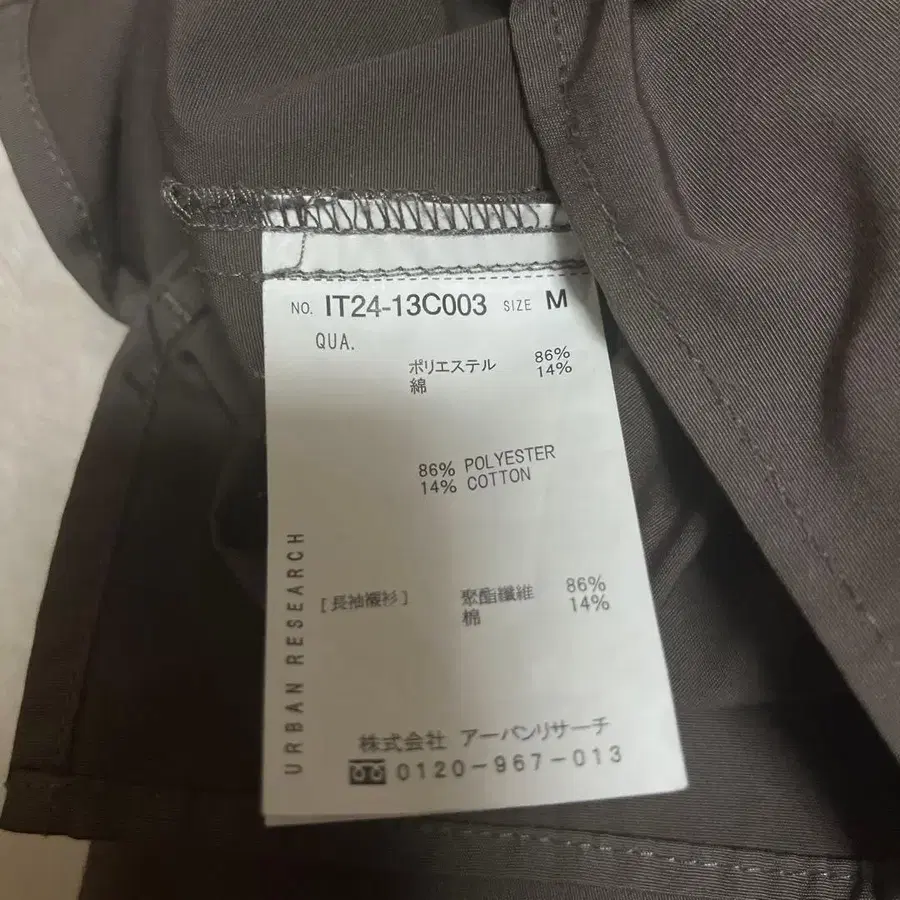 NO. IT24-13C003 SIZE M
QUA.
ポリエステル 86%
綿 14%
86% POLYESTER
14% COTTON
[長袖襯衫] 聚酯纖維 86%
棉 14%
URBAN RESEARCH
株式会社 アーバンリサーチ
0120-967-013